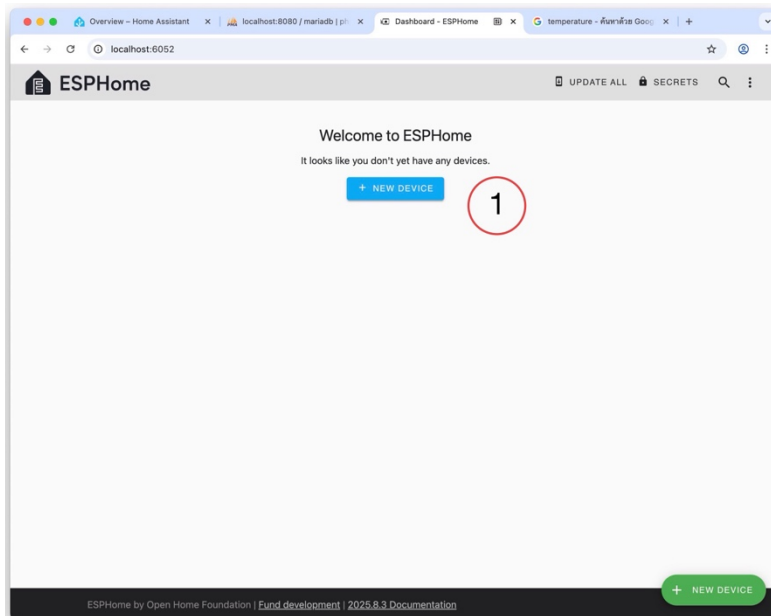 Overview – Home Assistant
localhost:8080 / mariadb | ph
Dashboard - ESPHome
temperature - ค้นหาด้วย Goog
localhost:6052
ESPHome
UPDATE ALL
SECRETS
Welcome to ESPHome
It looks like you don't yet have any devices.
+ NEW DEVICE
1
+ NEW DEVICE
ESPHome by Open Home Foundation | Fund development | 2025.8.3 Documentation